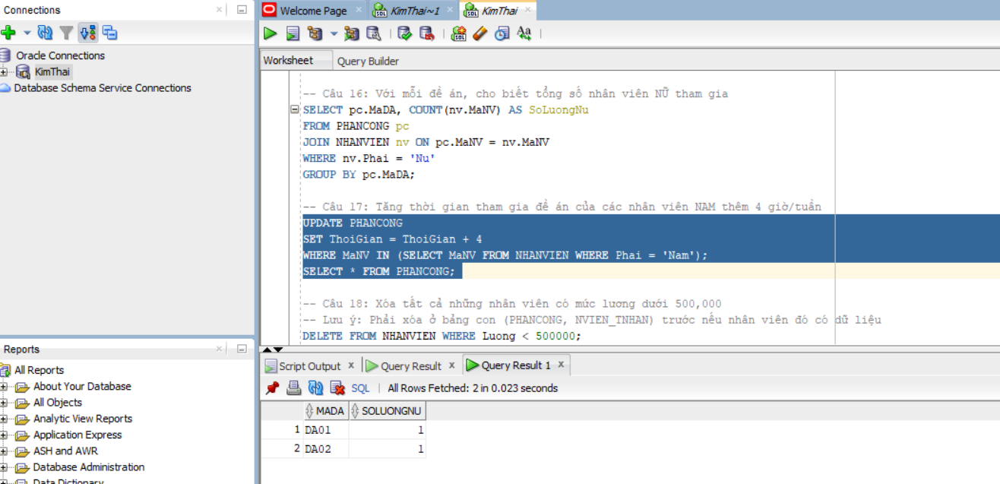 Connections
Welcome Page
KimThai~1
KimThai
Oracle Connections
KimThai
Database Schema Service Connections
Worksheet
Query Builder
-- Câu 16: Với mỗi đề án, cho biết tổng số nhân viên NỮ tham gia
SELECT pc.MaDA, COUNT(nv.MaNV) AS SoLuongNu
FROM PHANCONG pc
JOIN NHANVIEN nv ON pc.MaNV = nv.MaNV
WHERE nv.Phai = 'Nu'
GROUP BY pc.MaDA;
-- Câu 17: Tăng thời gian tham gia đề án của các nhân viên NAM thêm 4 giờ/tuần
UPDATE PHANCONG
SET ThoiGian = ThoiGian + 4
WHERE MaNV IN (SELECT MaNV FROM NHANVIEN WHERE Phai = 'Nam');
SELECT * FROM PHANCONG;
-- Câu 18: Xóa tất cả những nhân viên có mức lương dưới 500,000
-- Lưu ý: Phải xóa ở bảng con (PHANCONG, NVIEN_TNHAN) trước nếu nhân viên đó có dữ liệu
DELETE FROM NHANVIEN WHERE Luong < 500000;
Reports
All Reports
About Your Database
All Objects
Analytic View Reports
Application Express
ASH and AWR
Database Administration
Data Dictionary
Script Output
Query Result
Query Result 1
SQL | All Rows Fetched: 2 in 0.023 seconds
MADA SOLUONGNU
1 DA01 1
2 DA02 1